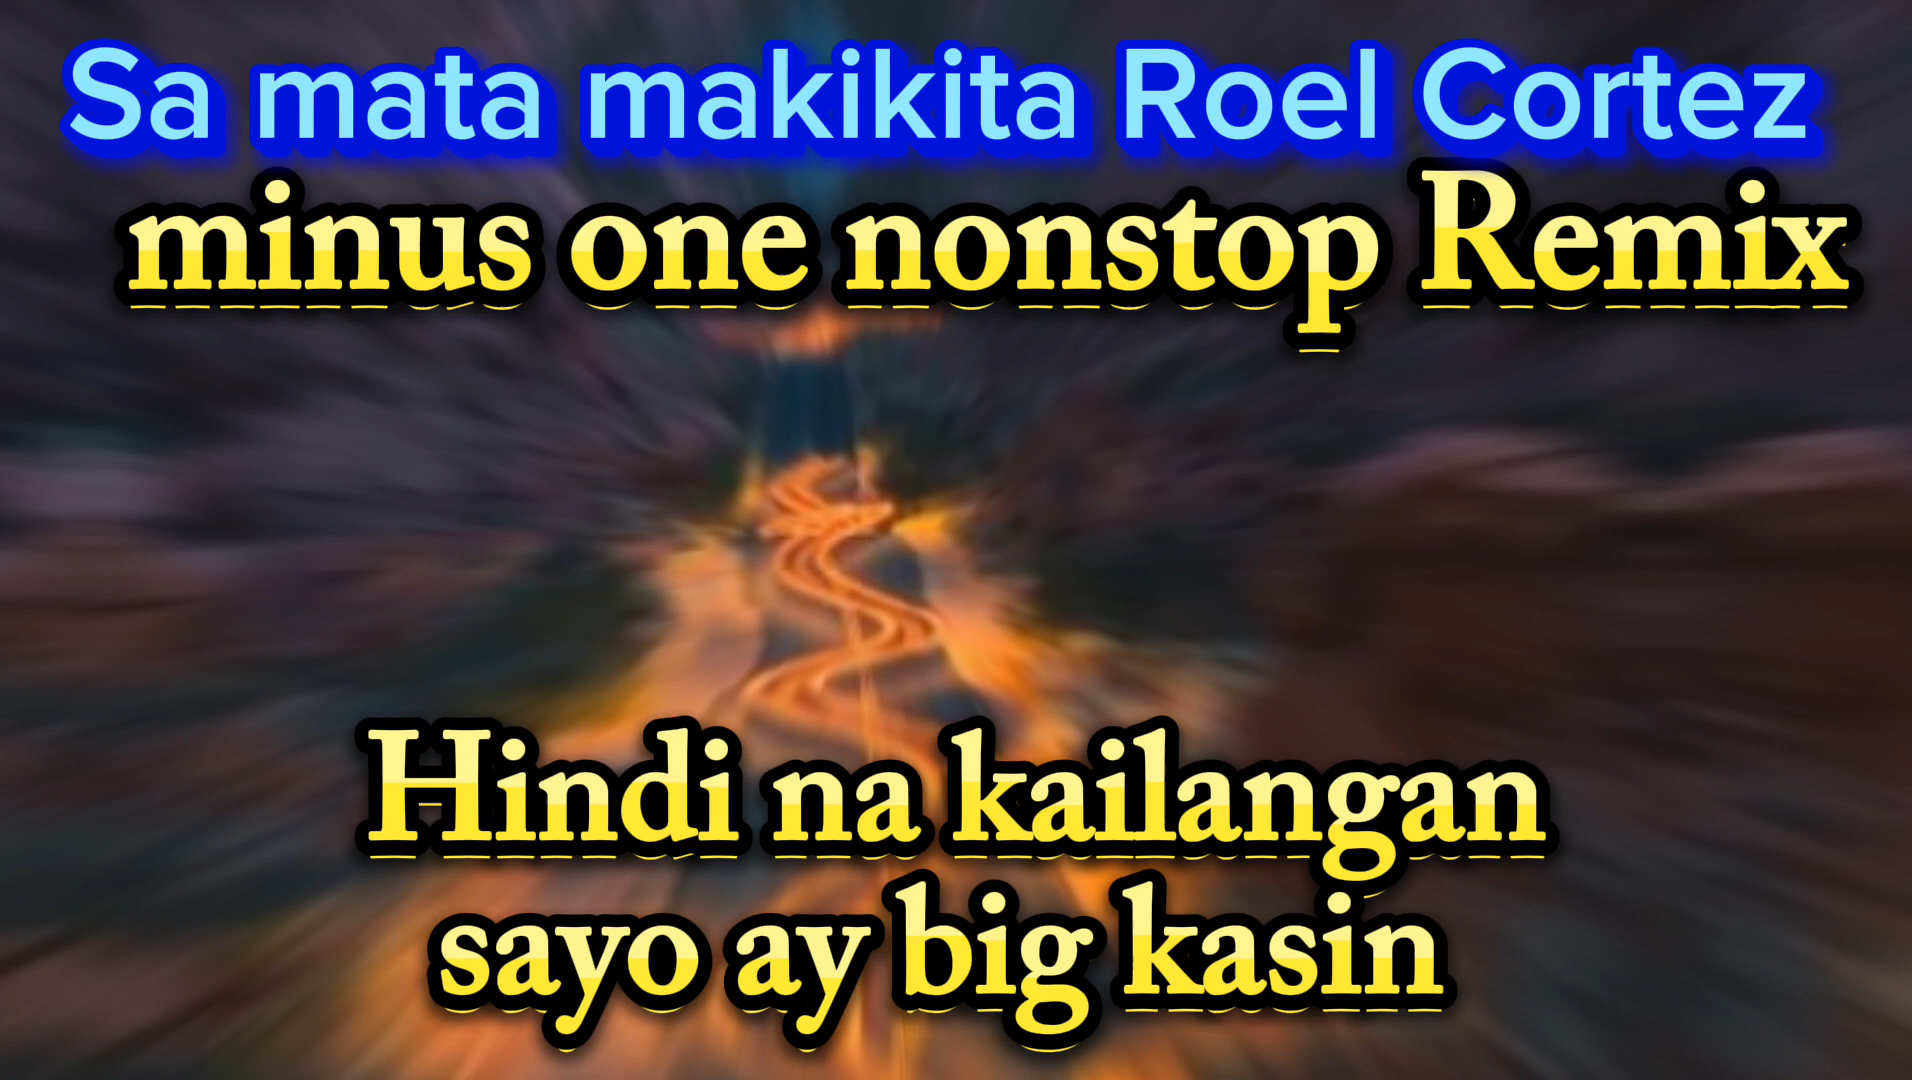 Sa mata makikita Roel Cortez
minus one nonstop Remix
Hindi na kailangan
sayo ay big kasin